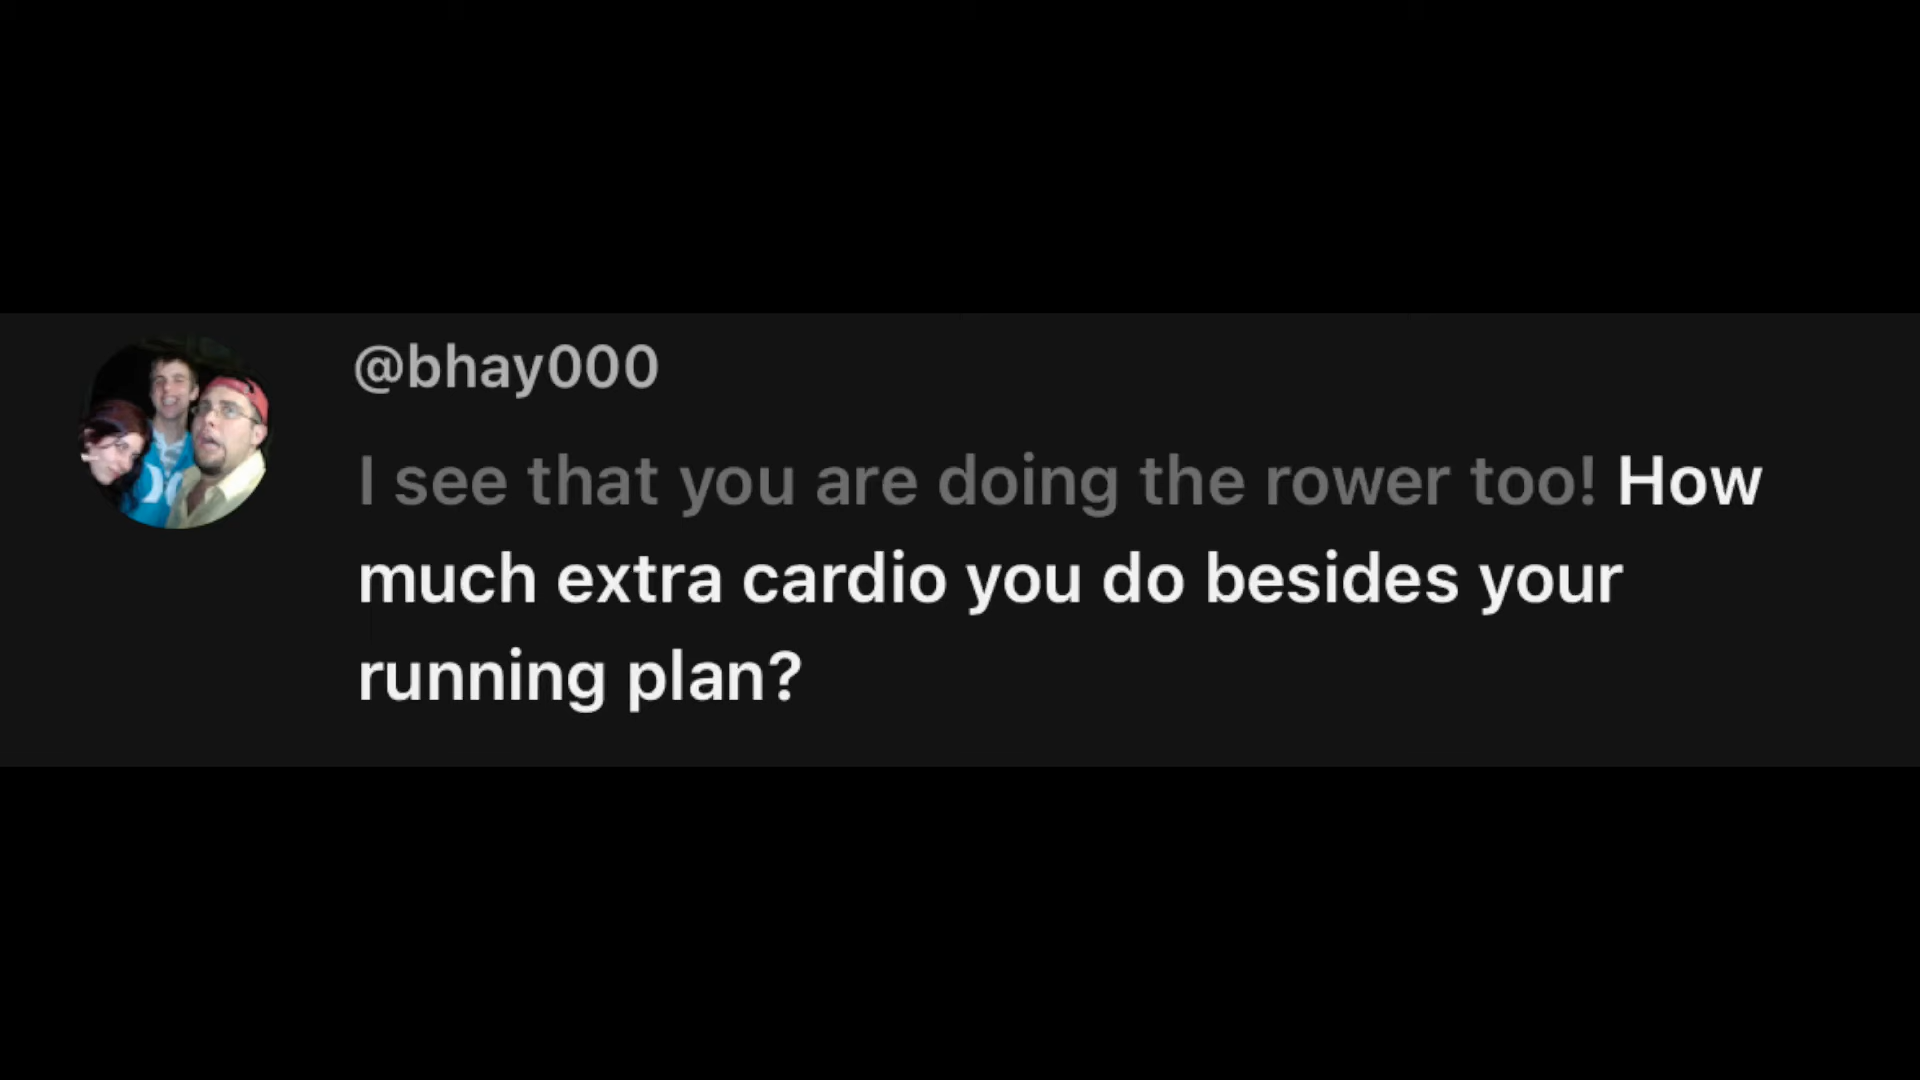 @bhay000
I see that you are doing the rower too! How
much extra cardio you do besides your
running plan?